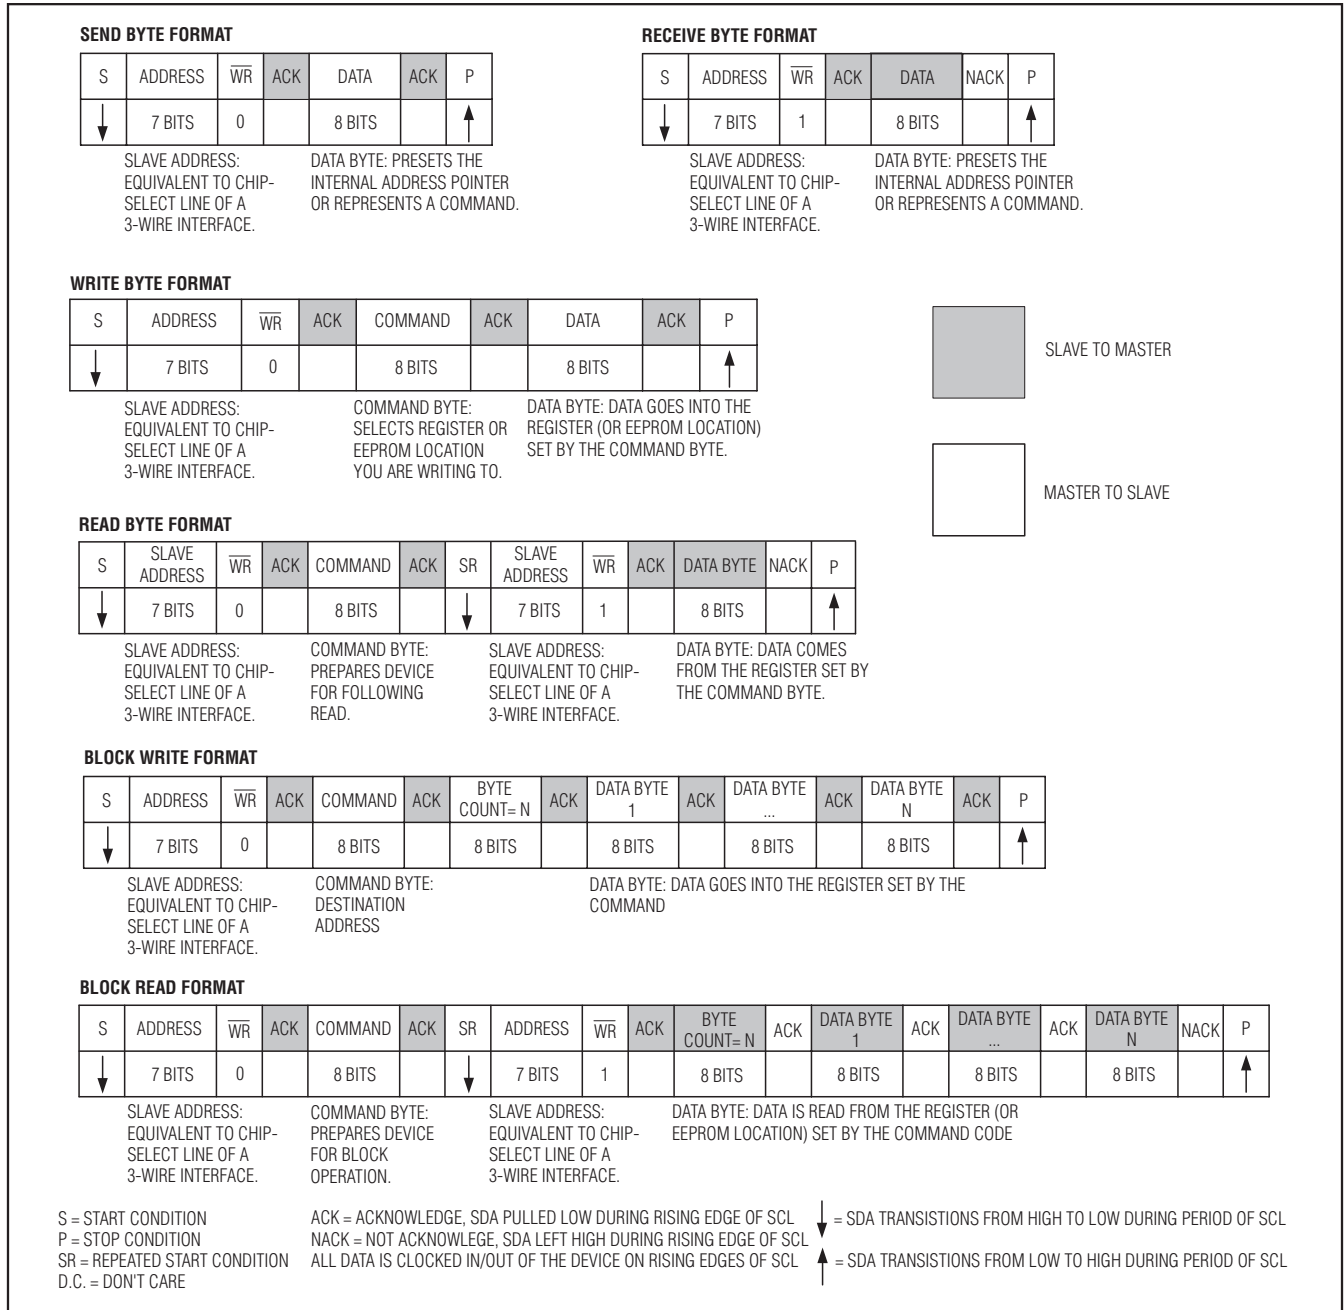 SEND BYTE FORMAT
S ADDRESS WR ACK DATA ACK P
7 BITS 0 8 BITS
SLAVE ADDRESS:
EQUIVALENT TO CHIP-
SELECT LINE OF A
3-WIRE INTERFACE.
DATA BYTE: PRESETS THE
INTERNAL ADDRESS POINTER
OR REPRESENTS A COMMAND.
RECEIVE BYTE FORMAT
S ADDRESS WR ACK DATA NACK P
7 BITS 1 8 BITS
SLAVE ADDRESS:
EQUIVALENT TO CHIP-
SELECT LINE OF A
3-WIRE INTERFACE.
DATA BYTE: PRESETS THE
INTERNAL ADDRESS POINTER
OR REPRESENTS A COMMAND.
WRITE BYTE FORMAT
S ADDRESS WR ACK COMMAND ACK DATA ACK P
7 BITS 0 8 BITS 8 BITS
SLAVE ADDRESS:
EQUIVALENT TO CHIP-
SELECT LINE OF A
3-WIRE INTERFACE.
COMMAND BYTE:
SELECTS REGISTER OR
EEPROM LOCATION
YOU ARE WRITING TO.
DATA BYTE: DATA GOES INTO THE
REGISTER (OR EEPROM LOCATION)
SET BY THE COMMAND BYTE.
SLAVE TO MASTER
MASTER TO SLAVE
READ BYTE FORMAT
S SLAVE ADDRESS WR ACK COMMAND ACK SR SLAVE ADDRESS WR ACK DATA BYTE NACK P
7 BITS 0 8 BITS 7 BITS 1 8 BITS
SLAVE ADDRESS:
EQUIVALENT TO CHIP-
SELECT LINE OF A
3-WIRE INTERFACE.
COMMAND BYTE:
PREPARES DEVICE
FOR FOLLOWING
READ.
SLAVE ADDRESS:
EQUIVALENT TO CHIP-
SELECT LINE OF A
3-WIRE INTERFACE.
DATA BYTE: DATA COMES
FROM THE REGISTER SET BY
THE COMMAND BYTE.
BLOCK WRITE FORMAT
S ADDRESS WR ACK COMMAND ACK BYTE COUNT= N ACK DATA BYTE 1 ACK DATA BYTE ... ACK DATA BYTE N ACK P
7 BITS 0 8 BITS 8 BITS 8 BITS 8 BITS 8 BITS
SLAVE ADDRESS:
EQUIVALENT TO CHIP-
SELECT LINE OF A
3-WIRE INTERFACE.
COMMAND BYTE:
DESTINATION
ADDRESS
DATA BYTE: DATA GOES INTO THE REGISTER SET BY THE
COMMAND
BLOCK READ FORMAT
S ADDRESS WR ACK COMMAND ACK SR ADDRESS WR ACK BYTE COUNT= N ACK DATA BYTE 1 ACK DATA BYTE ... ACK DATA BYTE N NACK P
7 BITS 0 8 BITS 7 BITS 1 8 BITS 8 BITS 8 BITS 8 BITS
SLAVE ADDRESS:
EQUIVALENT TO CHIP-
SELECT LINE OF A
3-WIRE INTERFACE.
COMMAND BYTE:
PREPARES DEVICE
FOR BLOCK
OPERATION.
SLAVE ADDRESS:
EQUIVALENT TO CHIP-
SELECT LINE OF A
3-WIRE INTERFACE.
DATA BYTE: DATA IS READ FROM THE REGISTER (OR
EEPROM LOCATION) SET BY THE COMMAND CODE
S = START CONDITION
P = STOP CONDITION
SR = REPEATED START CONDITION
D.C. = DON'T CARE
ACK = ACKNOWLEDGE, SDA PULLED LOW DURING RISING EDGE OF SCL
NACK = NOT ACKNOWLEGE, SDA LEFT HIGH DURING RISING EDGE OF SCL
ALL DATA IS CLOCKED IN/OUT OF THE DEVICE ON RISING EDGES OF SCL
= SDA TRANSISTIONS FROM HIGH TO LOW DURING PERIOD OF SCL
= SDA TRANSISTIONS FROM LOW TO HIGH DURING PERIOD OF SCL